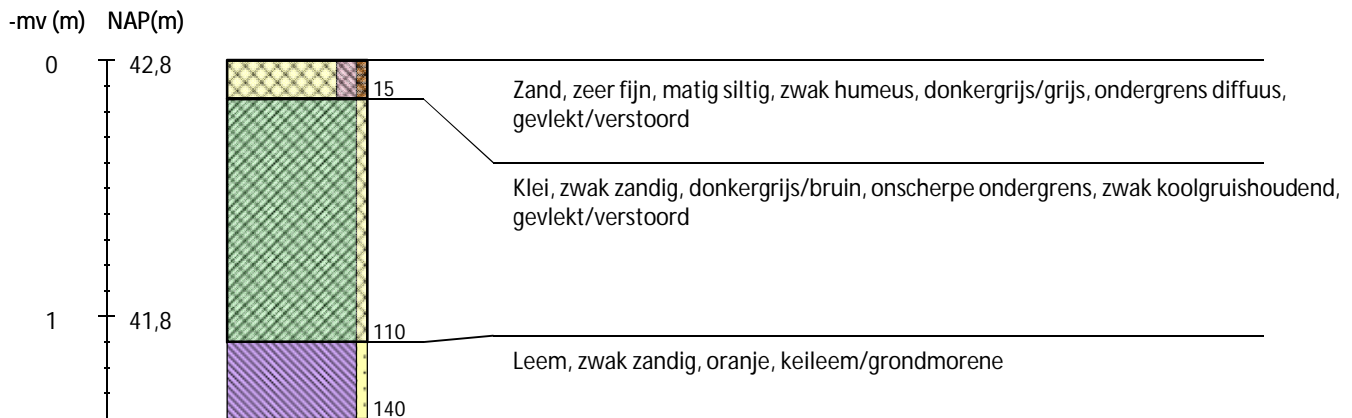 -mv (m) NAP(m)
0 42,8
15
Zand, zeer fijn, matig siltig, zwak humeus, donkergrijs/grijs, ondergrens diffuus,
gevlekt/verstoord
Klei, zwak zandig, donkergrijs/bruin, onscherpe ondergrens, zwak koolgruishoudend,
gevlekt/verstoord
1 41,8
110
Leem, zwak zandig, oranje, keileem/grondmorene
140